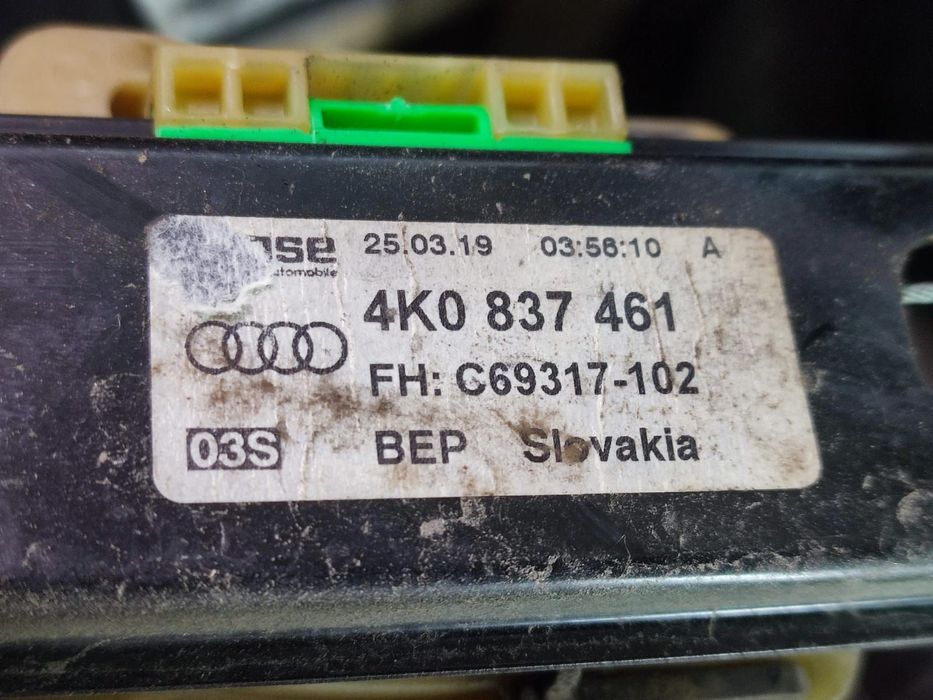 25.03.19 03:56:10 A
4K0 837 461
FH: C69317-102
03S BEP Slovakia